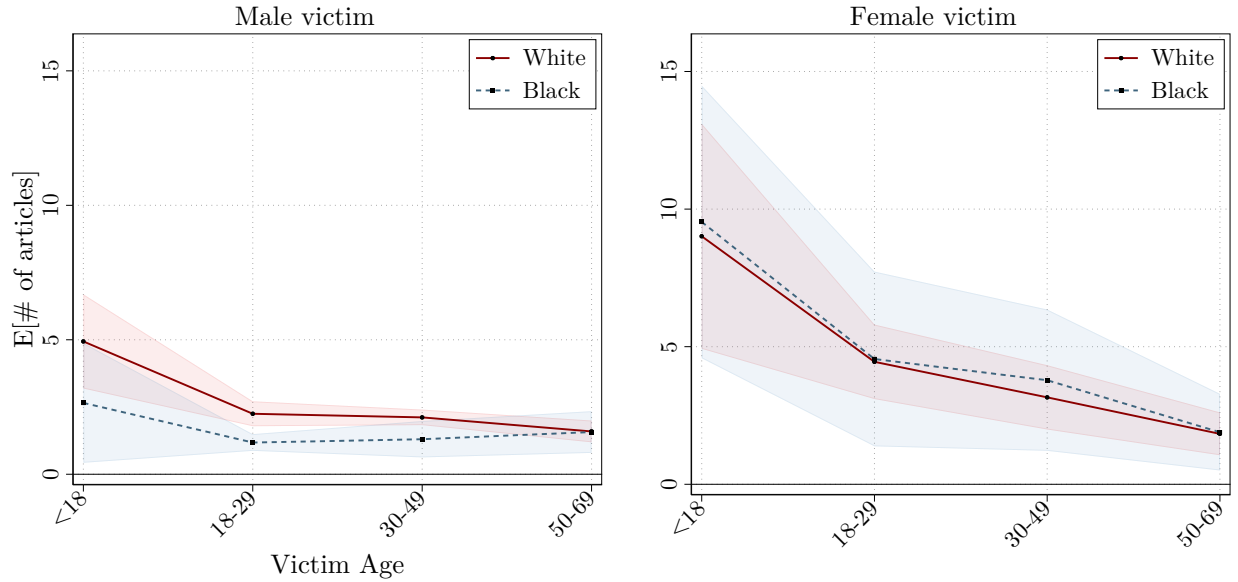 Male victim
White
Black
E[# of articles]
15
10
5
0
<18
18-29
30-49
50-69
Victim Age
Female victim
White
Black
15
10
5
0
<18
18-29
30-49
50-69